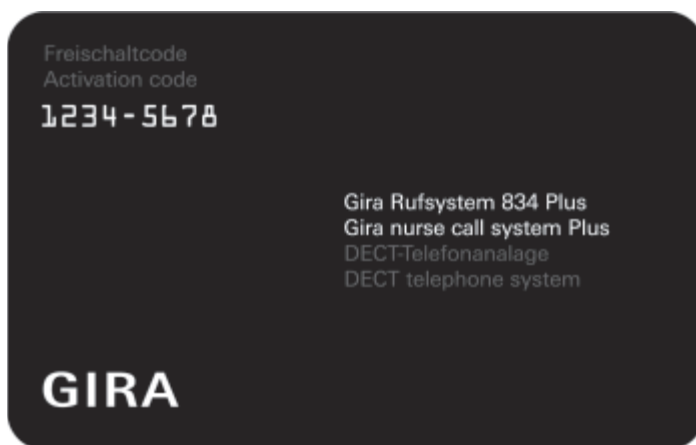 Freischaltcode
Activation code
1234-5678
Gira Rufsystem 834 Plus
Gira nurse call system Plus
DECT-Telefonanalage
DECT telephone system
GIRA